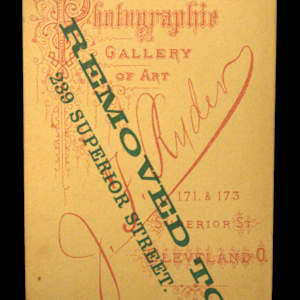 Photographic
GALLERY
OF ART
J. F. Ryder
171. & 173
SUPERIOR ST.
CLEVELAND O.
REMOVED TO
239 SUPERIOR STREET.